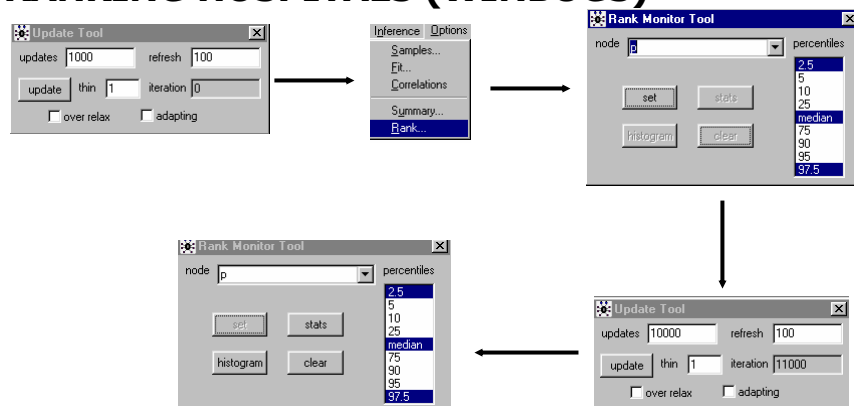 RANKING HOSPITALS (WINBUGS)
Update Tool
updates 1000 refresh 100
update thin 1 iteration 0
over relax adapting
Inference Options
Samples...
Fit...
Correlations
Summary...
Rank...
Rank Monitor Tool
node p percentiles
2.5
5
10
25
median
75
90
95
97.5
set stats
histogram clear
Rank Monitor Tool
node p percentiles
2.5
5
10
25
median
75
90
95
97.5
set stats
histogram clear
Update Tool
updates 10000 refresh 100
update thin 1 iteration 11000
over relax adapting